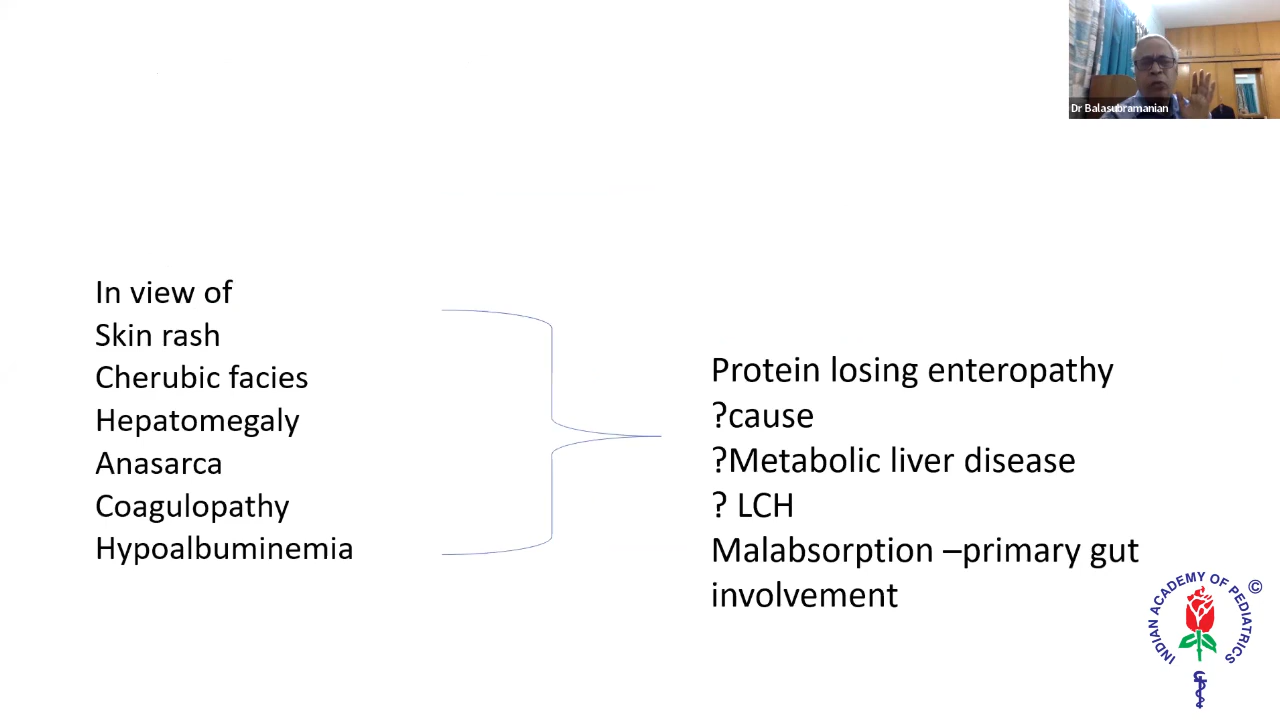 Dr Balasubramanian
In view of
Skin rash
Cherubic facies
Hepatomegaly
Anasarca
Coagulopathy
Hypoalbuminemia
Protein losing enteropathy
?cause
?Metabolic liver disease
? LCH
Malabsorption –primary gut
involvement
INDIAN ACADEMY OF PEDIATRICS
©